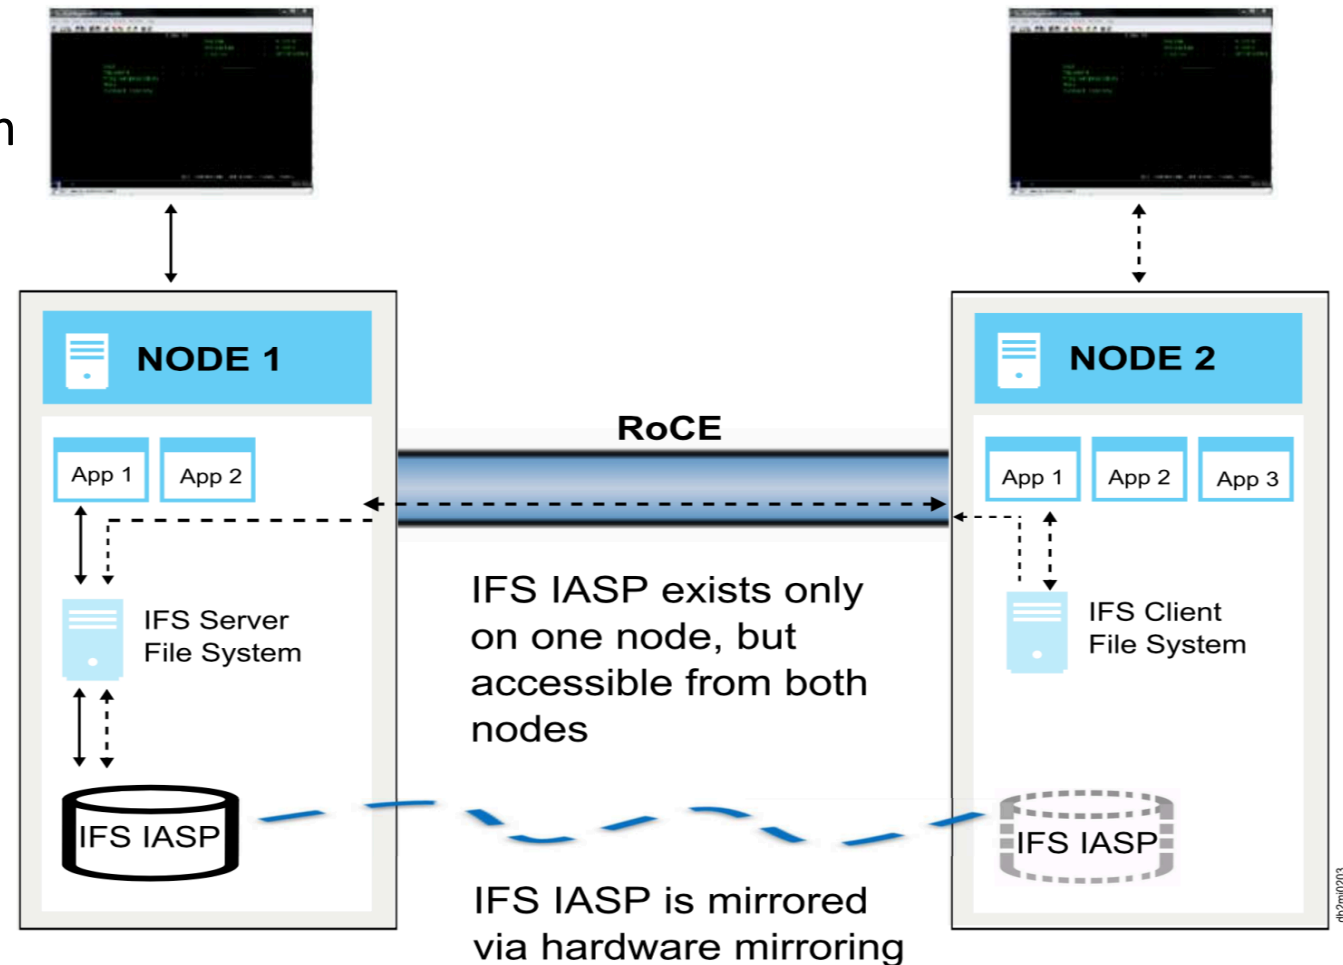 n
NODE 1
App 1
App 2
IFS Server
File System
IFS IASP
RoCE
IFS IASP exists only
on one node, but
accessible from both
nodes
IFS IASP is mirrored
via hardware mirroring
NODE 2
App 1
App 2
App 3
IFS Client
File System
IFS IASP
db2mi0203